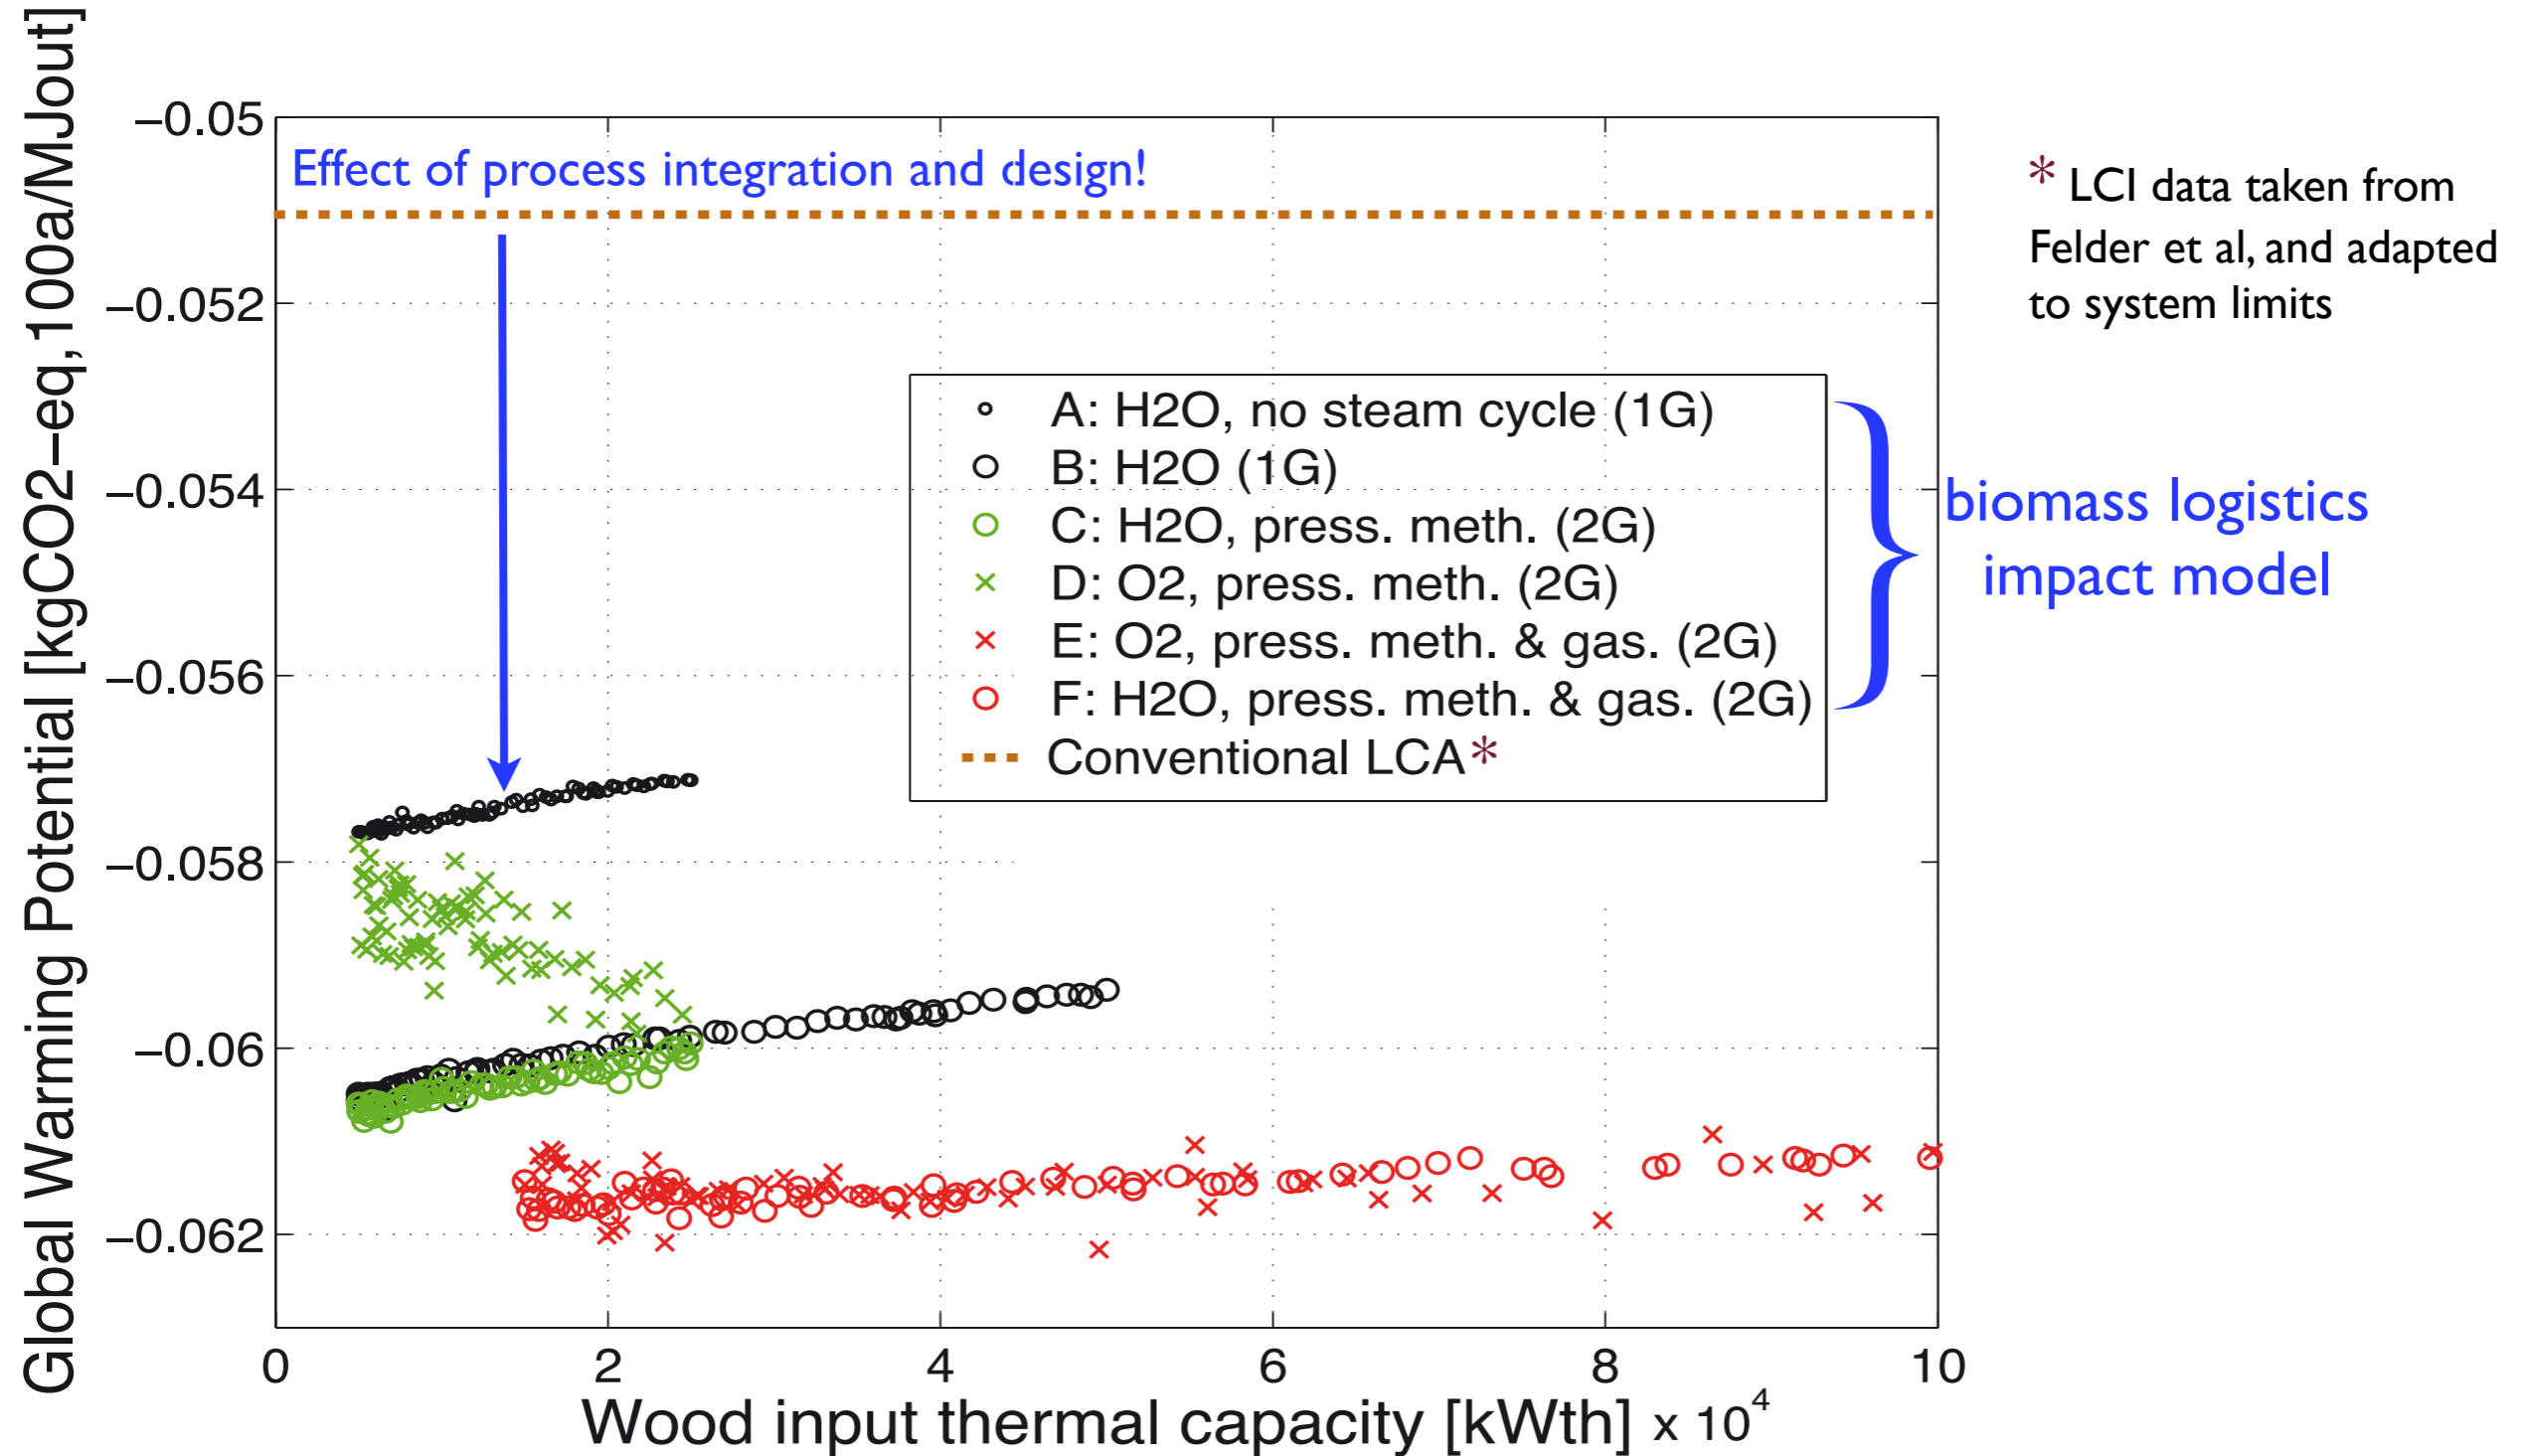 Global Warming Potential [kgCO2–eq,100a/MJout]
–0.05
–0.052
–0.054
–0.056
–0.058
–0.06
–0.062
Effect of process integration and design!
* LCI data taken from
Felder et al, and adapted
to system limits
A: H2O, no steam cycle (1G)
B: H2O (1G)
C: H2O, press. meth. (2G)
D: O2, press. meth. (2G)
E: O2, press. meth. & gas. (2G)
F: H2O, press. meth. & gas. (2G)
Conventional LCA*
biomass logistics
impact model
0 2 4 6 8 10
Wood input thermal capacity [kWth] x 10⁴